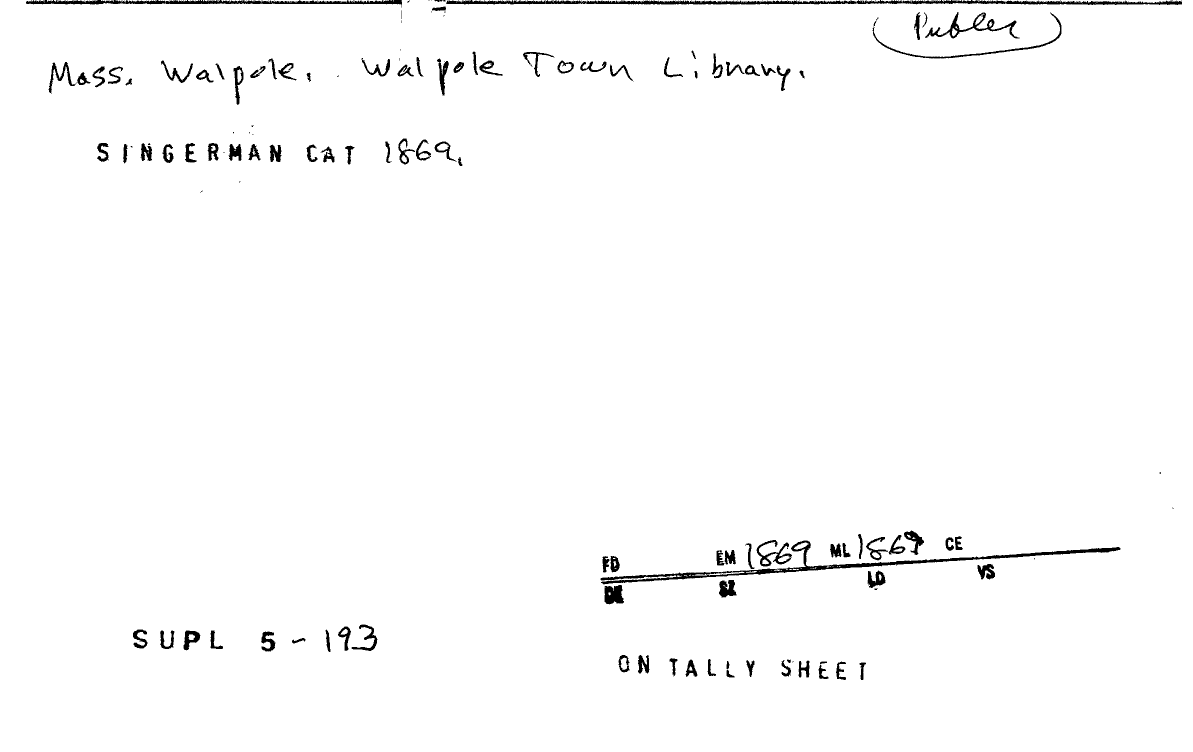 Publer
Mass. Walpole. Walpole Town Library.
SINGERMAN CAT 1869.
FD EM 1869 ML 1869 CE
DE SZ LD VS
SUPL 5 - 193
ON TALLY SHEET